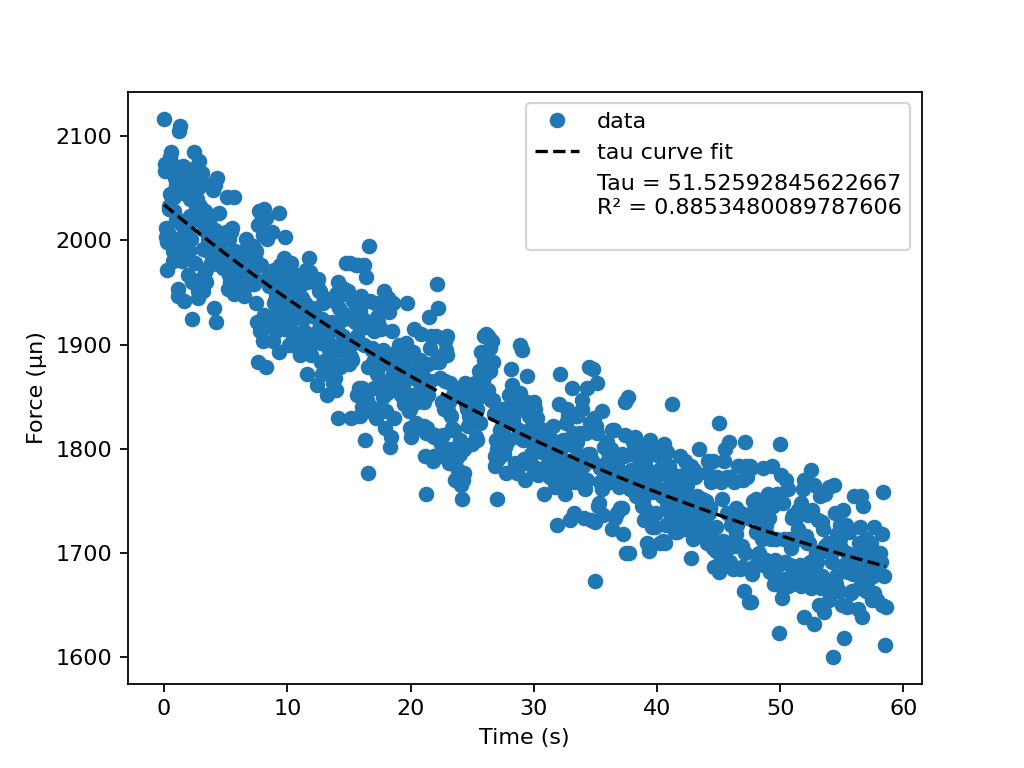 data
tau curve fit
Tau = 51.52592845622667
R² = 0.8853480089787606
2100
2000
1900
1800
1700
1600
Force (μn)
0 10 20 30 40 50 60
Time (s)